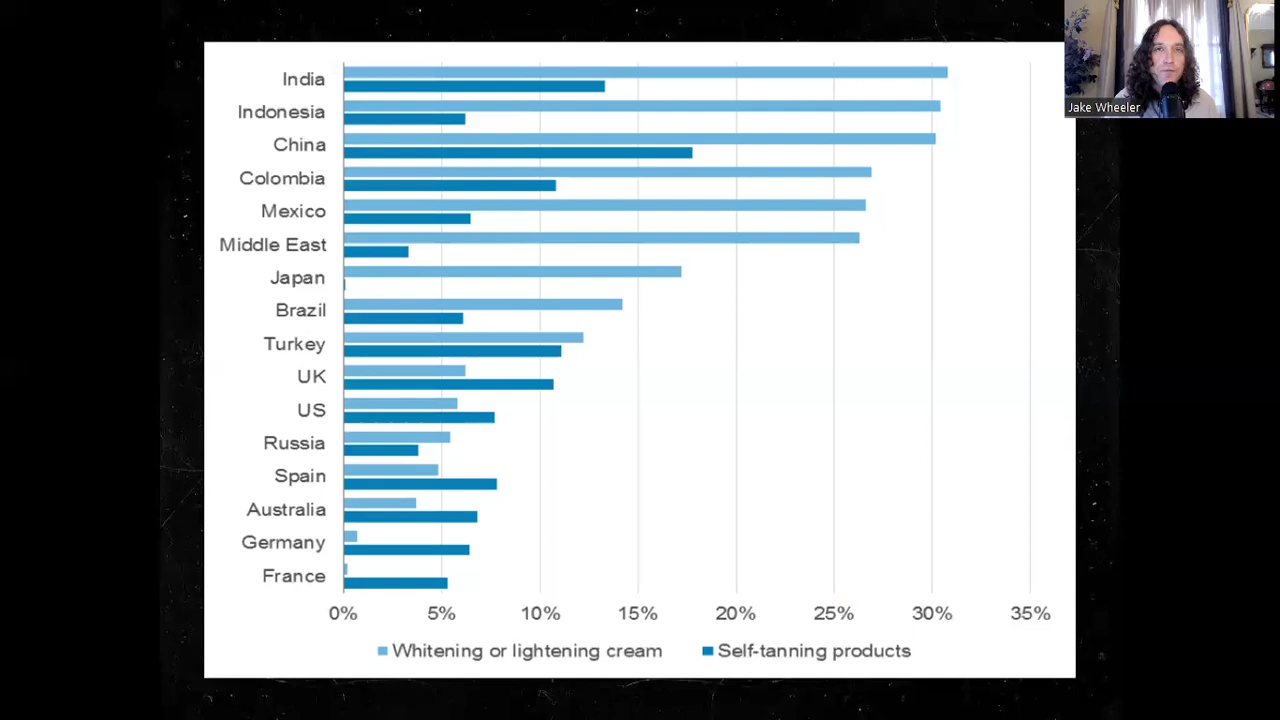 Jake Wheeler
India
Indonesia
China
Colombia
Mexico
Middle East
Japan
Brazil
Turkey
UK
US
Russia
Spain
Australia
Germany
France
0% 5% 10% 15% 20% 25% 30% 35%
Whitening or lightening cream Self-tanning products